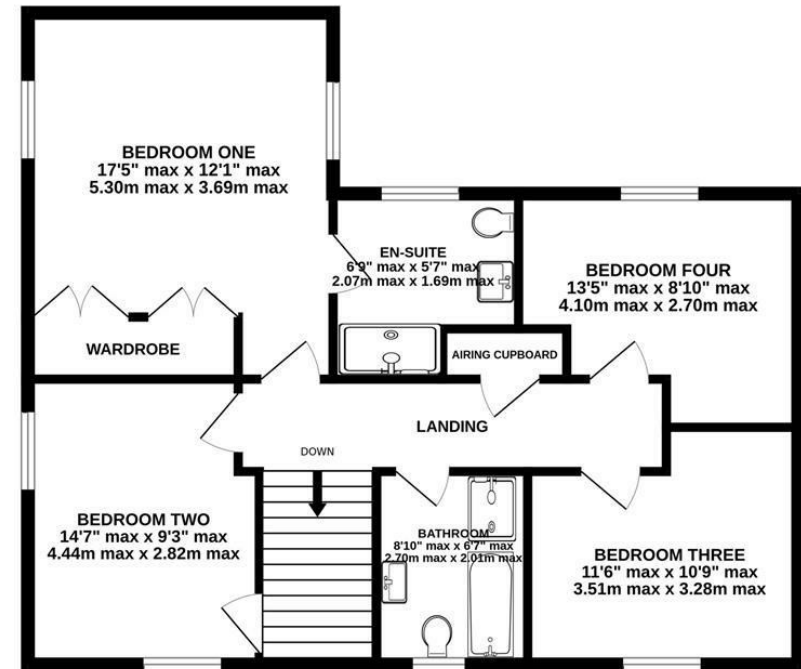 BEDROOM ONE
17'5" max x 12'1" max
5.30m max x 3.69m max
EN-SUITE
6'9" max x 5'7" max
2.07m max x 1.69m max
BEDROOM FOUR
13'5" max x 8'10" max
4.10m max x 2.70m max
WARDROBE
AIRING CUPBOARD
LANDING
DOWN
BEDROOM TWO
14'7" max x 9'3" max
4.44m max x 2.82m max
BATHROOM
8'10" max x 6'7" max
2.70m max x 2.01m max
BEDROOM THREE
11'6" max x 10'9" max
3.51m max x 3.28m max